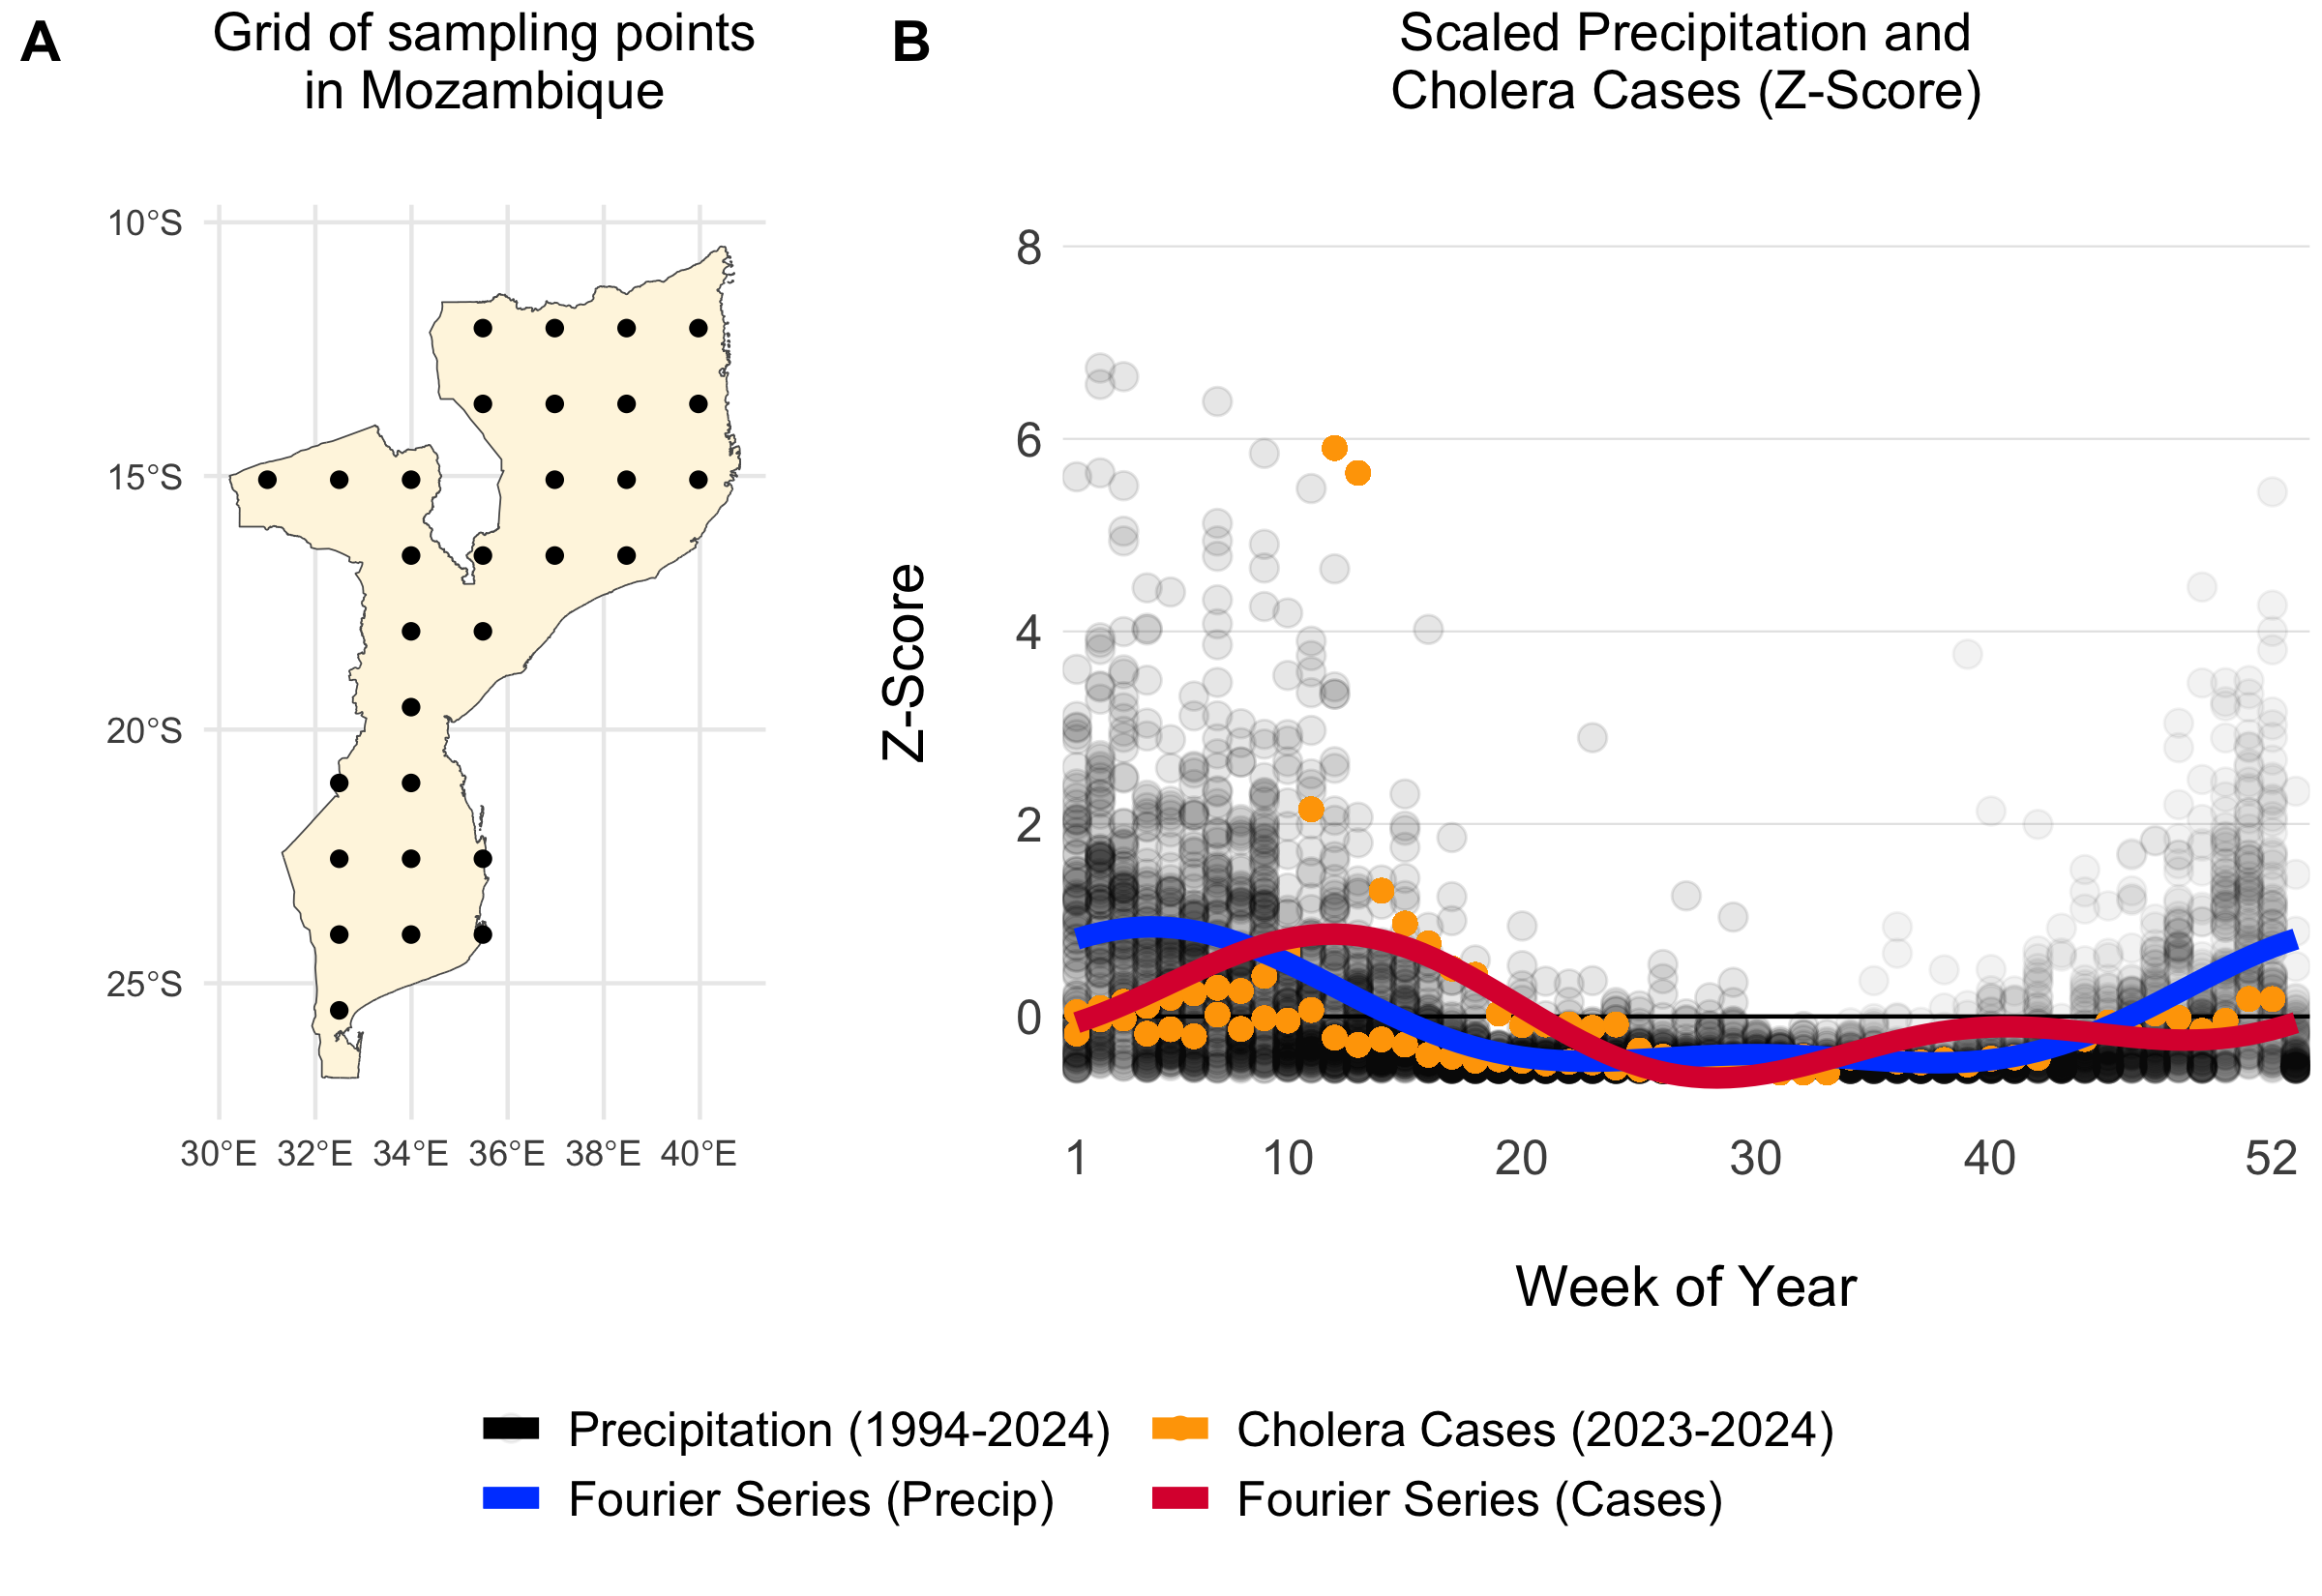 A
Grid of sampling points
in Mozambique
10°S
15°S
20°S
25°S
30°E 32°E 34°E 36°E 38°E 40°E
B
Scaled Precipitation and
Cholera Cases (Z-Score)
Z-Score
8
6
4
2
0
1 10 20 30 40 52
Week of Year
Precipitation (1994-2024)
Cholera Cases (2023-2024)
Fourier Series (Precip)
Fourier Series (Cases)